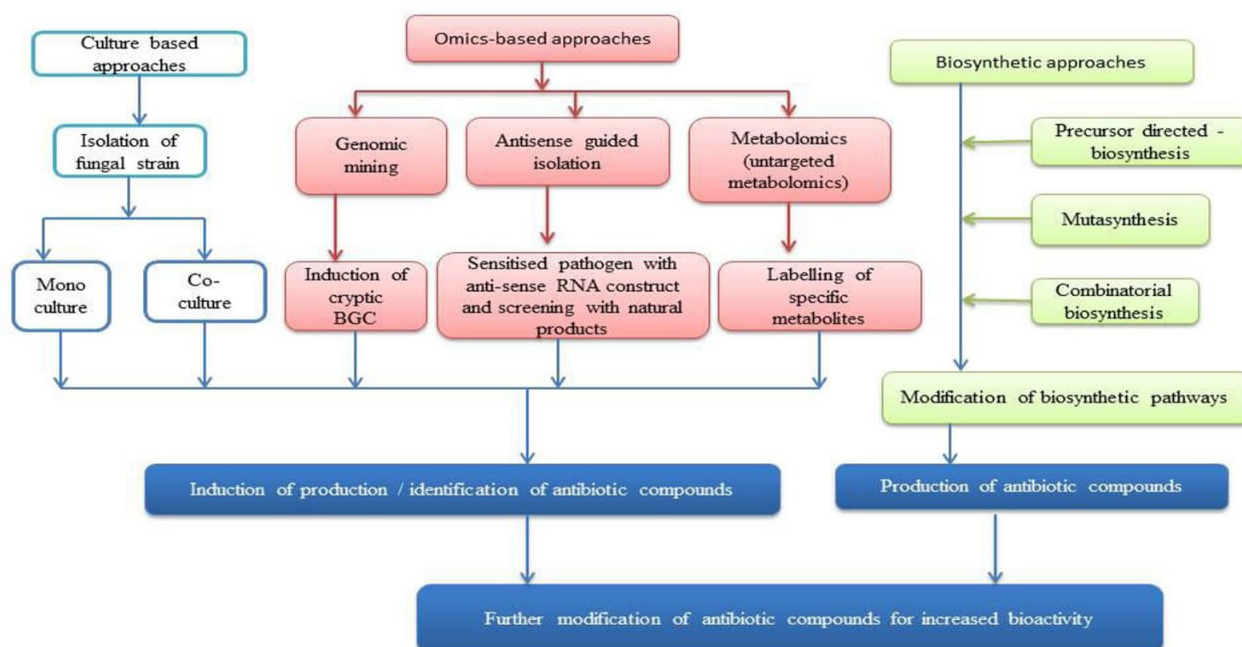 Culture based
approaches
Omics-based approaches
Biosynthetic approaches
Isolation of
fungal strain
Genomic
mining
Antisense guided
isolation
Metabolomics
(untargeted
metabolomics)
Precursor directed -
biosynthesis
Mutasynthesis
Combinatorial
biosynthesis
Mono
culture
Co-
culture
Induction of
cryptic
BGC
Sensitised pathogen with
anti-sense RNA construct
and screening with natural
products
Labelling of
specific
metabolites
Modification of biosynthetic pathways
Induction of production / identification of antibiotic compounds
Production of antibiotic compounds
Further modification of antibiotic compounds for increased bioactivity